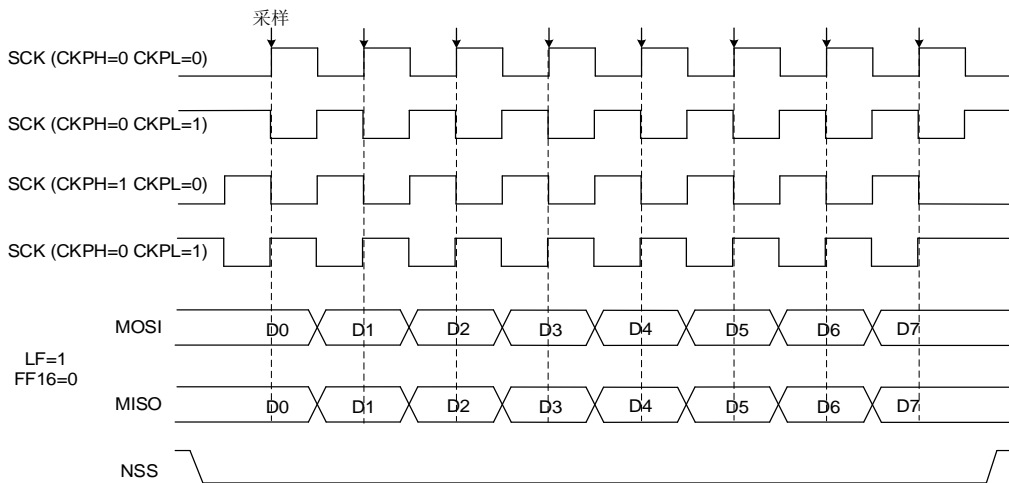 采样
SCK (CKPH=0 CKPL=0)
SCK (CKPH=0 CKPL=1)
SCK (CKPH=1 CKPL=0)
SCK (CKPH=0 CKPL=1)
MOSI
D0 D1 D2 D3 D4 D5 D6 D7
LF=1
FF16=0
MISO
D0 D1 D2 D3 D4 D5 D6 D7
NSS